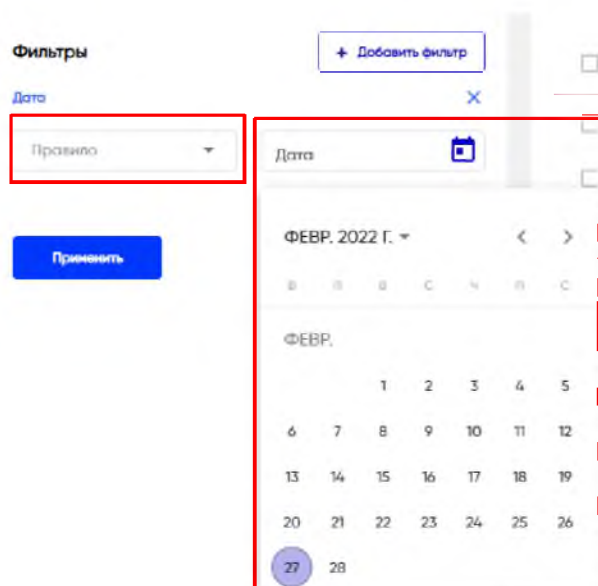 Фильтры
+ Добавить фильтр
Дата
Правило
Дата
Применить
ФЕВР. 2022 Г.
В П В С Ч П С
ФЕВР.
1 2 3 4 5
6 7 8 9 10 11 12
13 14 15 16 17 18 19
20 21 22 23 24 25 26
27 28